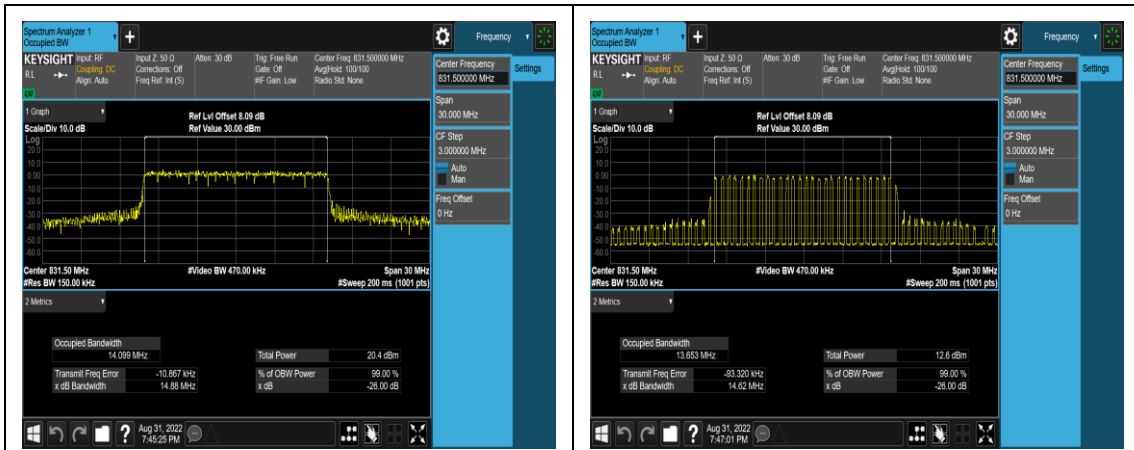 Spectrum Analyzer 1
Occupied BW
Frequency
KEYSIGHT Input: RF
RL
Coupling: DC
Align: Auto
Input Z: 50 Ω
Corrections: Off
Freq Ref: Int (S)
Atten: 30 dB
Trig: Free Run
Gate: Off
#IF Gain: Low
Center Freq: 831.500000 MHz
Avg|Hold: 100/100
Radio Std: None
1 Graph
Scale/Div 10.0 dB
Ref Lvl Offset 8.09 dB
Ref Value 30.00 dBm
Log
20.0
10.0
0.00
-10.0
-20.0
-30.0
-40.0
-50.0
-60.0
Center 831.50 MHz
#Res BW 150.00 kHz
#Video BW 470.00 kHz
Span 30 MHz
#Sweep 200 ms (1001 pts)
2 Metrics
Occupied Bandwidth
14.099 MHz
Total Power 20.4 dBm
Transmit Freq Error -10.867 kHz
% of OBW Power 99.00 %
x dB Bandwidth 14.88 MHz
x dB -26.00 dB
Center Frequency
831.500000 MHz
Settings
Span
30.000 MHz
CF Step
3.000000 MHz
Auto
Man
Freq Offset
0 Hz
?
Aug 31, 2022
7:45:25 PM
Spectrum Analyzer 1
Occupied BW
Frequency
KEYSIGHT Input: RF
RL
Coupling: DC
Align: Auto
Input Z: 50 Ω
Corrections: Off
Freq Ref: Int (S)
Atten: 30 dB
Trig: Free Run
Gate: Off
#IF Gain: Low
Center Freq: 831.500000 MHz
Avg|Hold: 100/100
Radio Std: None
1 Graph
Scale/Div 10.0 dB
Ref Lvl Offset 8.09 dB
Ref Value 30.00 dBm
Log
20.0
10.0
0.00
-10.0
-20.0
-30.0
-40.0
-50.0
-60.0
Center 831.50 MHz
#Res BW 150.00 kHz
#Video BW 470.00 kHz
Span 30 MHz
#Sweep 200 ms (1001 pts)
2 Metrics
Occupied Bandwidth
13.653 MHz
Total Power 12.6 dBm
Transmit Freq Error -93.320 kHz
% of OBW Power 99.00 %
x dB Bandwidth 14.62 MHz
x dB -26.00 dB
Center Frequency
831.500000 MHz
Settings
Span
30.000 MHz
CF Step
3.000000 MHz
Auto
Man
Freq Offset
0 Hz
?
Aug 31, 2022
7:47:01 PM